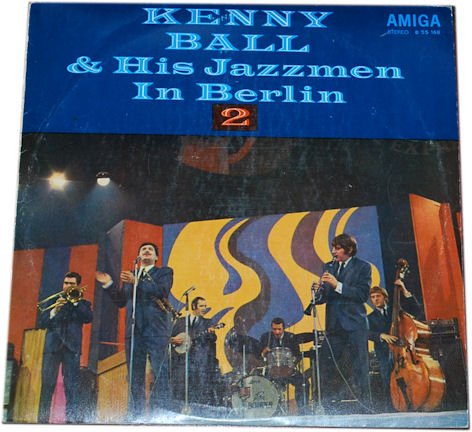 KENNY
BALL
& His Jazzmen
In Berlin
2
AMIGA
STEREO 8 55 168